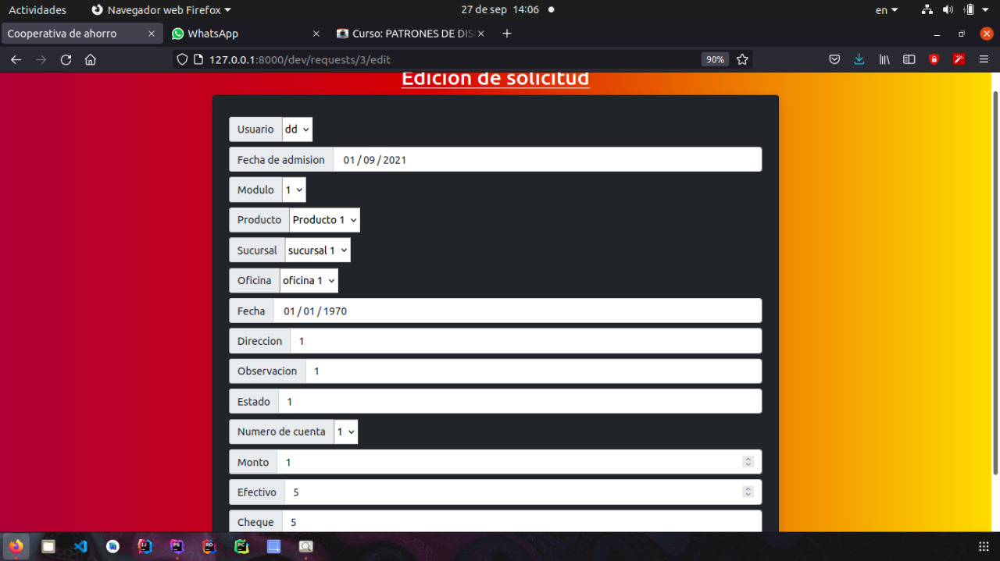 Actividades Navegador web Firefox 27 de sep 14:06 en
Cooperativa de ahorro WhatsApp Curso: PATRONES DE DIS
127.0.0.1:8000/dev/requests/3/edit 90%
Edicion de solicitud
Usuario dd
Fecha de admision 01 / 09 / 2021
Modulo 1
Producto Producto 1
Sucursal sucursal 1
Oficina oficina 1
Fecha 01 / 01 / 1970
Direccion 1
Observacion 1
Estado 1
Numero de cuenta 1
Monto 1
Efectivo 5
Cheque 5